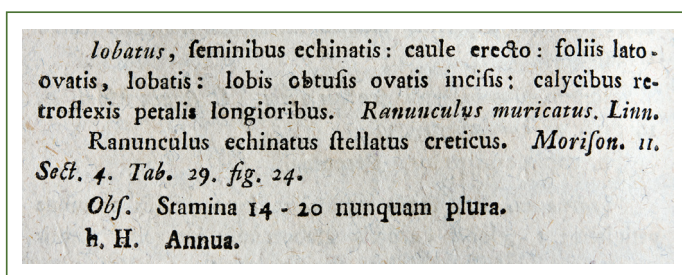 lobatus, ſeminibus echinatis: caule erecto: foliis lato-
ovatis, lobatis: lobis obtuſis ovatis inciſis: calycibus re-
troflexis petalis longioribus. Ranunculus muricatus. Linn.
Ranunculus echinatus ſtellatus creticus. Moriſon. 11.
Sect. 4. Tab. 29. fig. 24.
Obſ. Stamina 14 - 20 nunquam plura.
h. H. Annua.